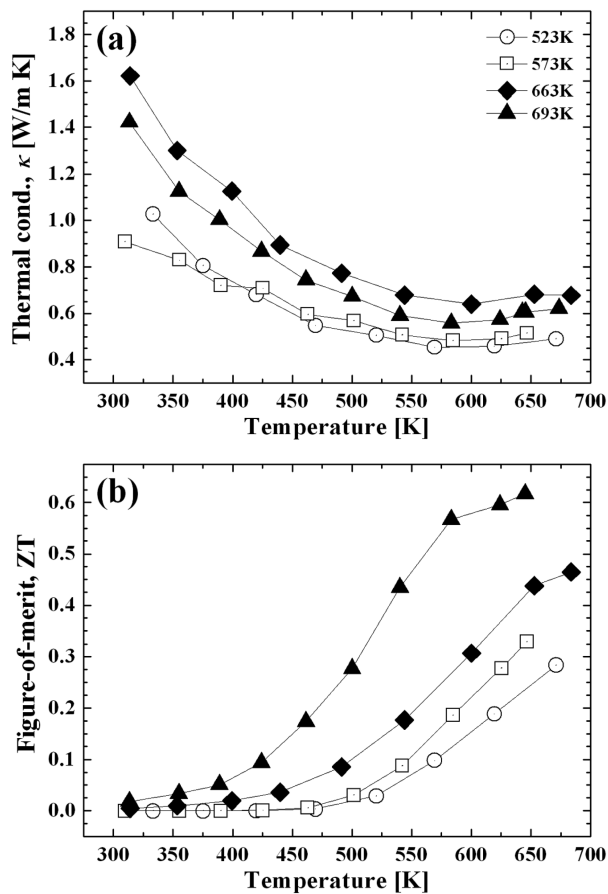 (a)
523K
573K
663K
693K
1.8
1.6
1.4
1.2
1.0
0.8
0.6
0.4
Thermal cond., κ [W/m K]
300 350 400 450 500 550 600 650 700
Temperature [K]
(b)
0.6
0.5
0.4
0.3
0.2
0.1
0.0
Figure-of-merit, ZT
300 350 400 450 500 550 600 650 700
Temperature [K]